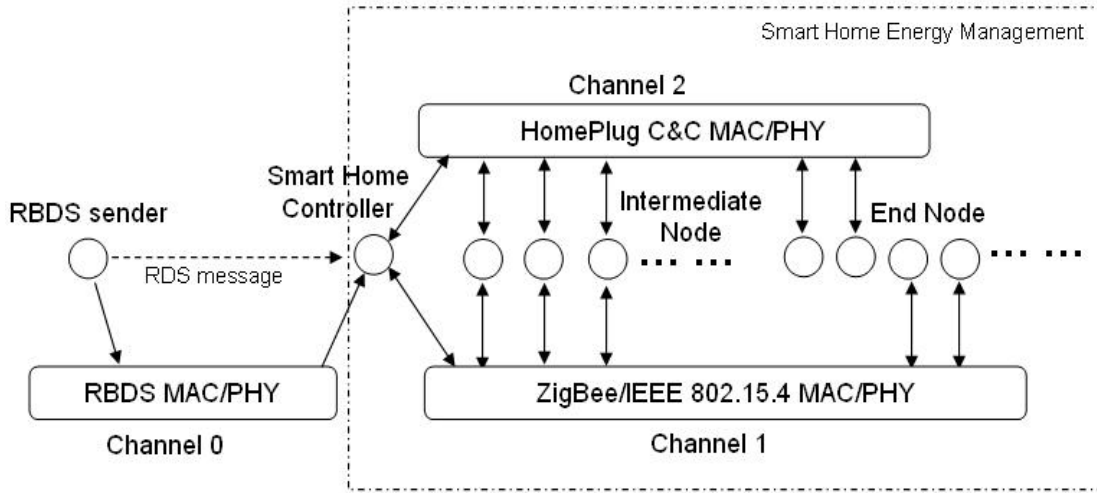 Smart Home Energy Management
Channel 2
HomePlug C&C MAC/PHY
Smart Home
Controller
RBDS sender
Intermediate
Node
End Node
RDS message
... ...
... ...
RBDS MAC/PHY
ZigBee/IEEE 802.15.4 MAC/PHY
Channel 0
Channel 1